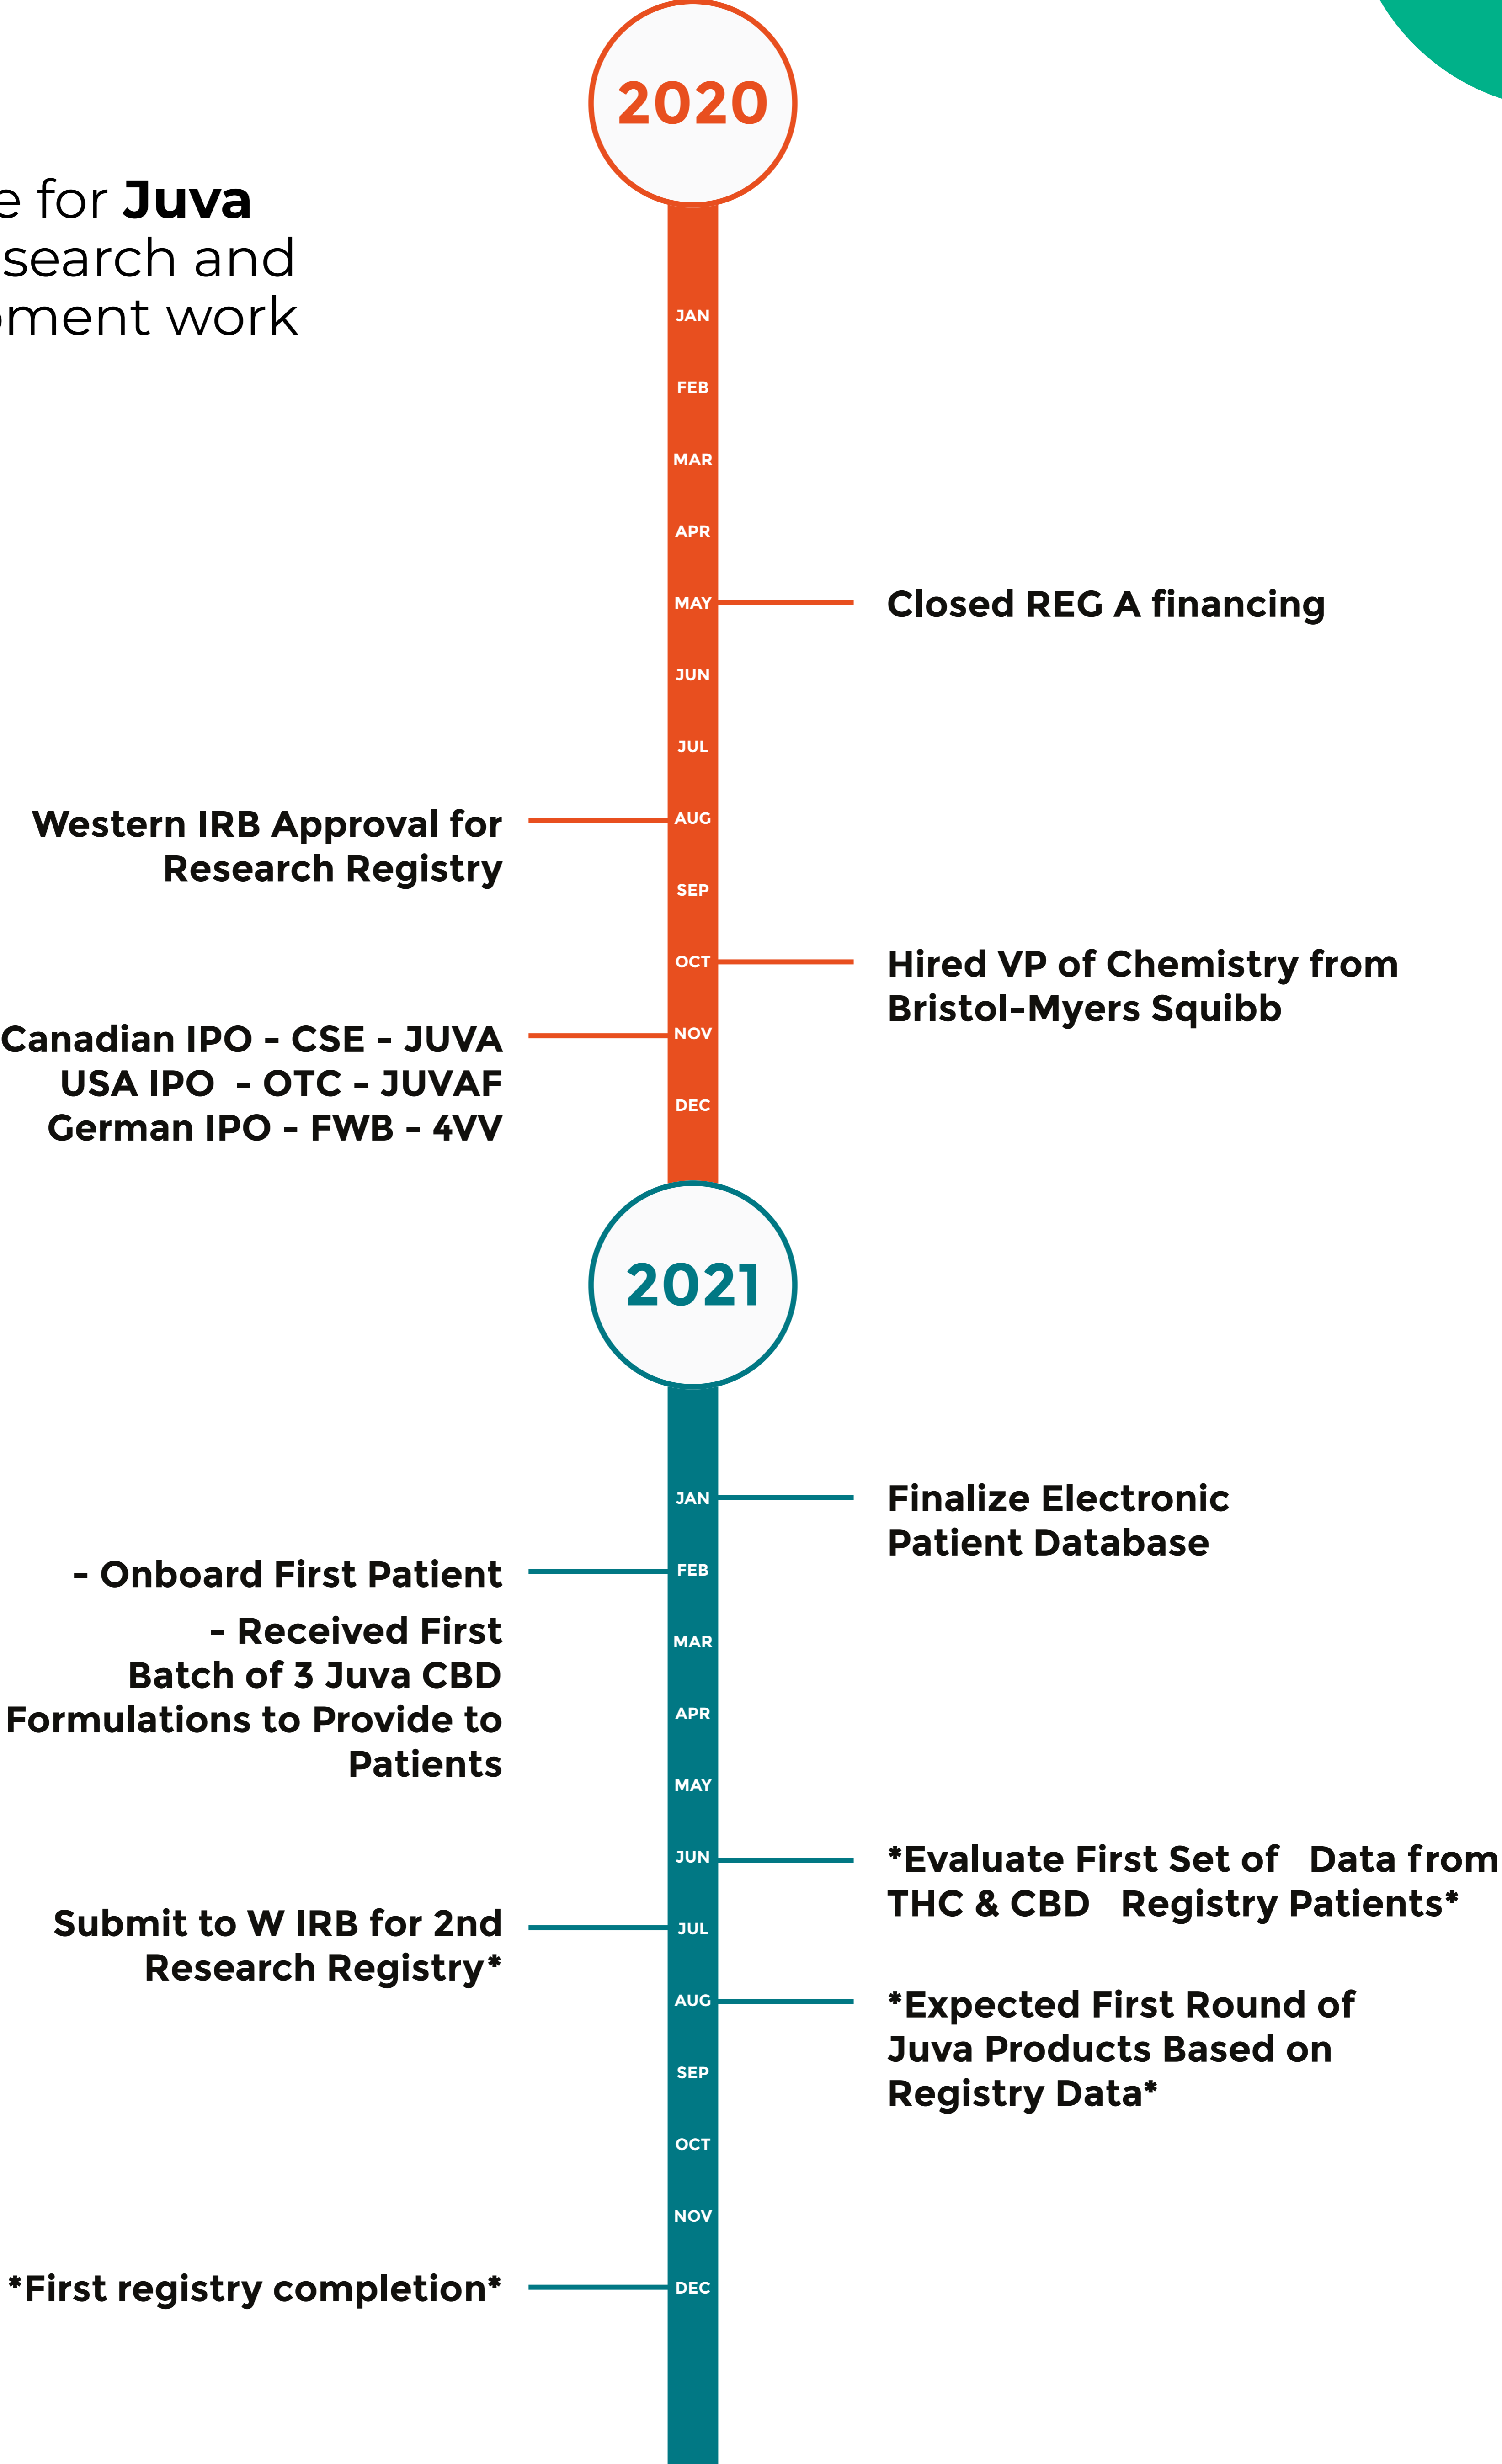 2020
e for Juva
search and
ment work
JAN
FEB
MAR
APR
MAY
Closed REG A financing
JUN
JUL
AUG
Western IRB Approval for
Research Registry
SEP
OCT
Hired VP of Chemistry from
Bristol-Myers Squibb
NOV
Canadian IPO - CSE - JUVA
USA IPO - OTC - JUVAF
German IPO - FWB - 4VV
DEC
2021
JAN
Finalize Electronic
Patient Database
FEB
- Onboard First Patient
- Received First
Batch of 3 Juva CBD
Formulations to Provide to
Patients
MAR
APR
MAY
JUN
*Evaluate First Set of Data from
THC & CBD Registry Patients*
JUL
Submit to W IRB for 2nd
Research Registry*
AUG
*Expected First Round of
Juva Products Based on
Registry Data*
SEP
OCT
NOV
DEC
*First registry completion*